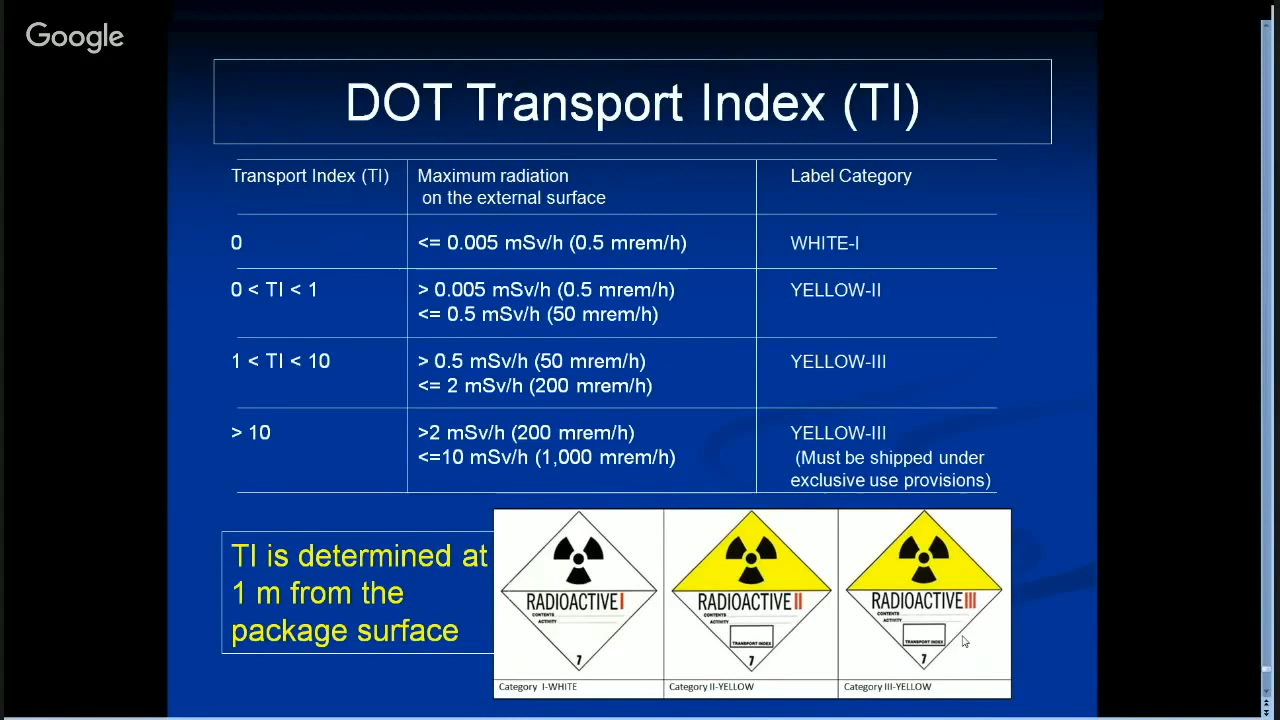 Google
DOT Transport Index (TI)
Transport Index (TI)
Maximum radiation
on the external surface
Label Category
0
<= 0.005 mSv/h (0.5 mrem/h)
WHITE-I
0 < TI < 1
> 0.005 mSv/h (0.5 mrem/h)
<= 0.5 mSv/h (50 mrem/h)
YELLOW-II
1 < TI < 10
> 0.5 mSv/h (50 mrem/h)
<= 2 mSv/h (200 mrem/h)
YELLOW-III
> 10
>2 mSv/h (200 mrem/h)
<=10 mSv/h (1,000 mrem/h)
YELLOW-III
(Must be shipped under
exclusive use provisions)
TI is determined at
1 m from the
package surface
RADIOACTIVE I
CONTENTS
ACTIVITY
7
Category I-WHITE
RADIOACTIVE II
CONTENTS
ACTIVITY
TRANSPORT INDEX
7
Category II-YELLOW
RADIOACTIVE III
CONTENTS
ACTIVITY
TRANSPORT INDEX
7
Category III-YELLOW